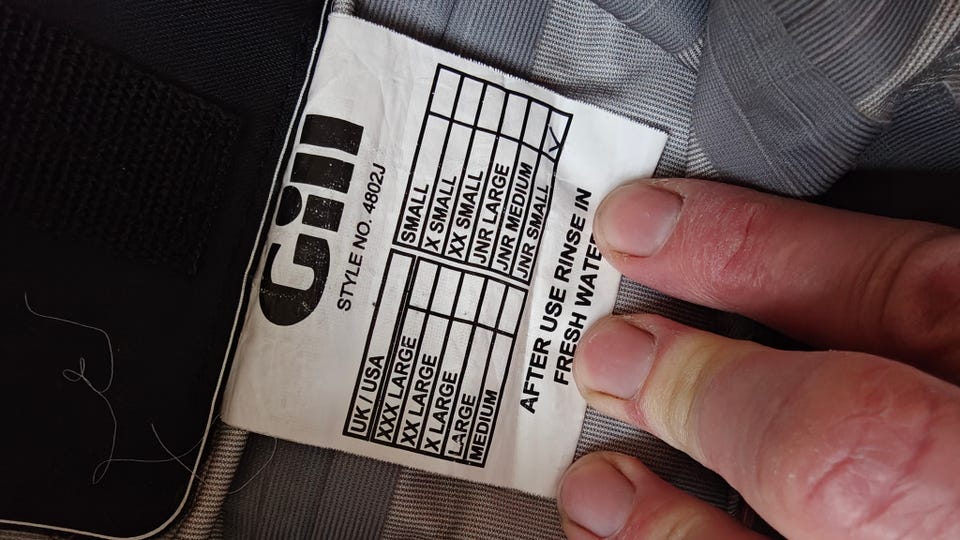 Gill
STYLE NO. 4802J
UK / USA SMALL
XXX LARGE X SMALL
XX LARGE XX SMALL
X LARGE JNR LARGE
LARGE JNR MEDIUM
MEDIUM JNR SMALL ✓
AFTER USE RINSE IN
FRESH WATER